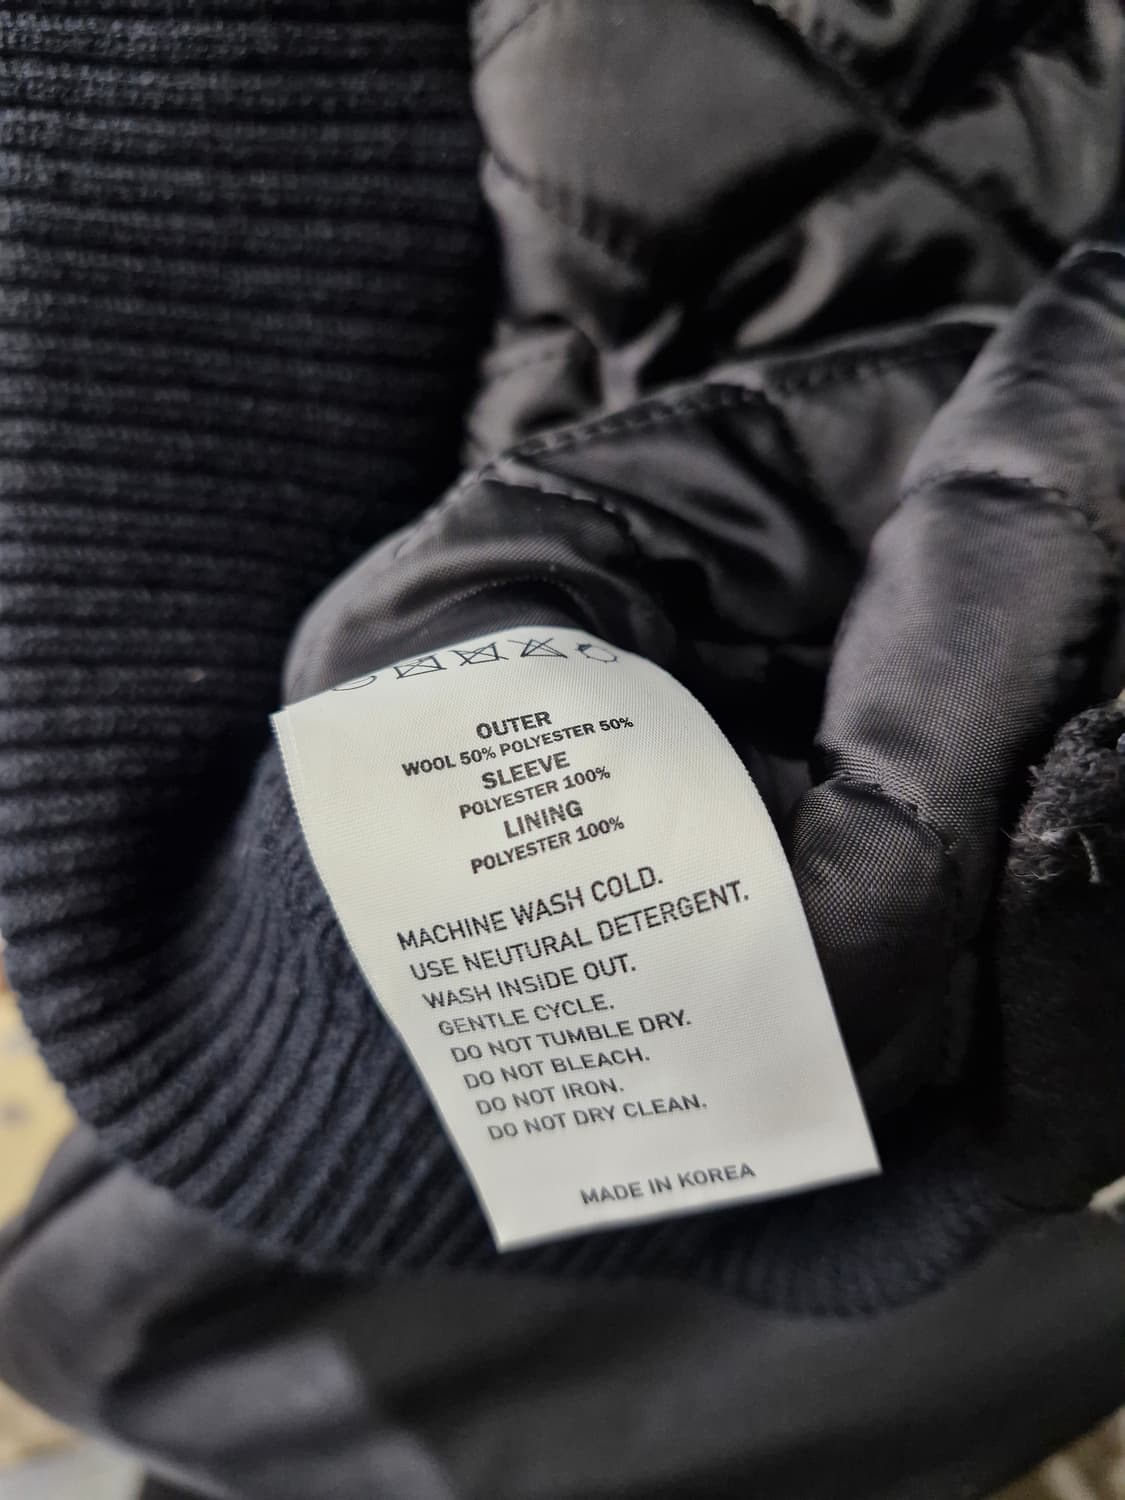 OUTER
WOOL 50% POLYESTER 50%
SLEEVE
POLYESTER 100%
LINING
POLYESTER 100%
MACHINE WASH COLD.
USE NEUTURAL DETERGENT.
WASH INSIDE OUT.
GENTLE CYCLE.
DO NOT TUMBLE DRY.
DO NOT BLEACH.
DO NOT IRON.
DO NOT DRY CLEAN.
MADE IN KOREA